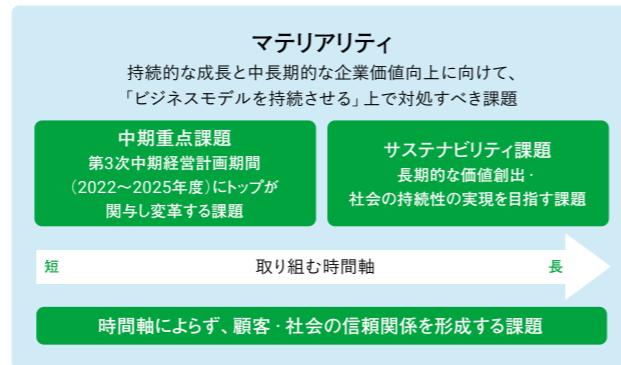 マテリアリティ
持続的な成長と中長期的な企業価値向上に向けて、
「ビジネスモデルを持続させる」上で対処すべき課題
中期重点課題
第3次中期経営計画期間
（2022〜2025年度）にトップが
関与し変革する課題
サステナビリティ課題
長期的な価値創出・
社会の持続性の実現を目指す課題
短 取り組む時間軸 長
時間軸によらず、顧客・社会の信頼関係を形成する課題